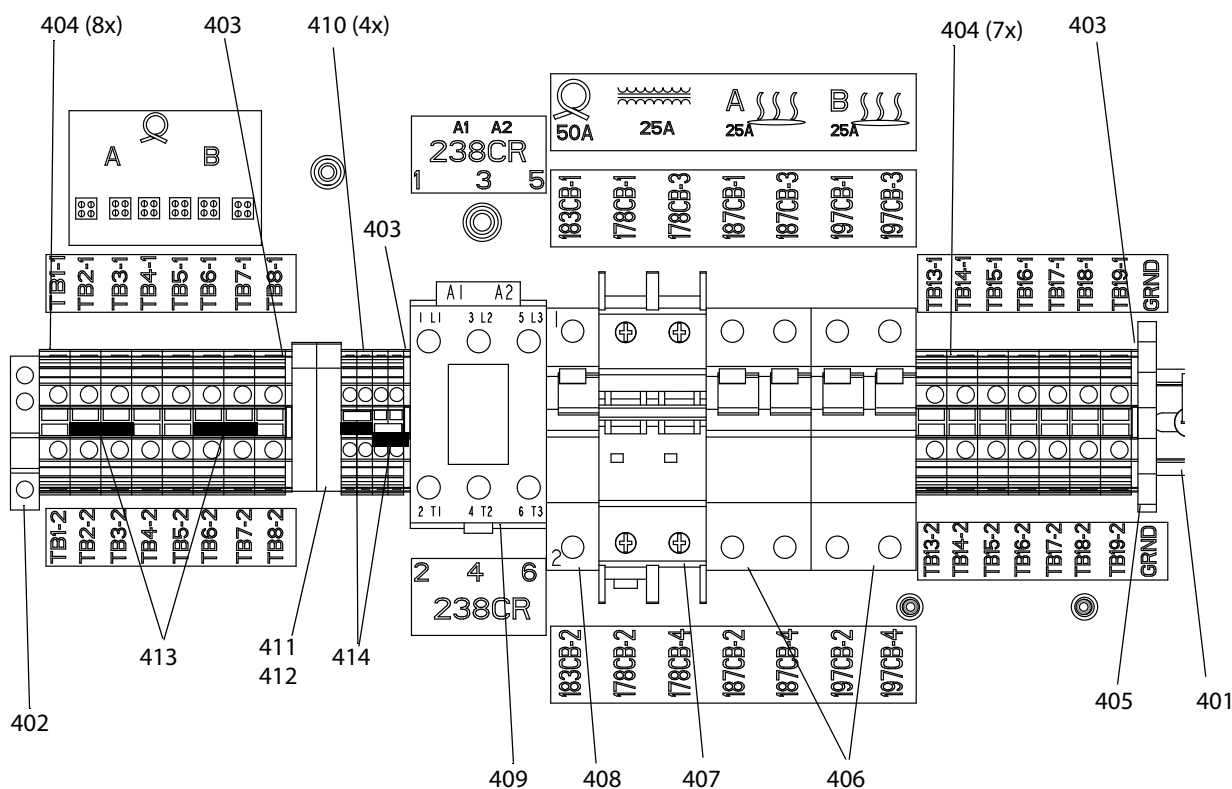 404 (8x)
403
410 (4x)
404 (7x)
403
A
B
A1 A2
238CR
1 3 5
50A
25A
A
25A
B
25A
183CB-1
178CB-1
178CB-3
187CB-1
187CB-3
197CB-1
197CB-3
403
TB1-1
TB2-1
TB3-1
TB4-1
TB5-1
TB6-1
TB7-1
TB8-1
TB13-1
TB14-1
TB15-1
TB16-1
TB17-1
TB18-1
TB19-1
GRND
A1 A2
1 L1 3 L2 5 L3
1
2 T1 4 T2 6 T3
2
TB1-2
TB2-2
TB3-2
TB4-2
TB5-2
TB6-2
TB7-2
TB8-2
TB13-2
TB14-2
TB15-2
TB16-2
TB17-2
TB18-2
TB19-2
GRND
2 4 6
238CR
183CB-2
178CB-2
178CB-4
187CB-2
187CB-4
197CB-2
197CB-4
413
411
412
414
402
405
401
409
408
407
406